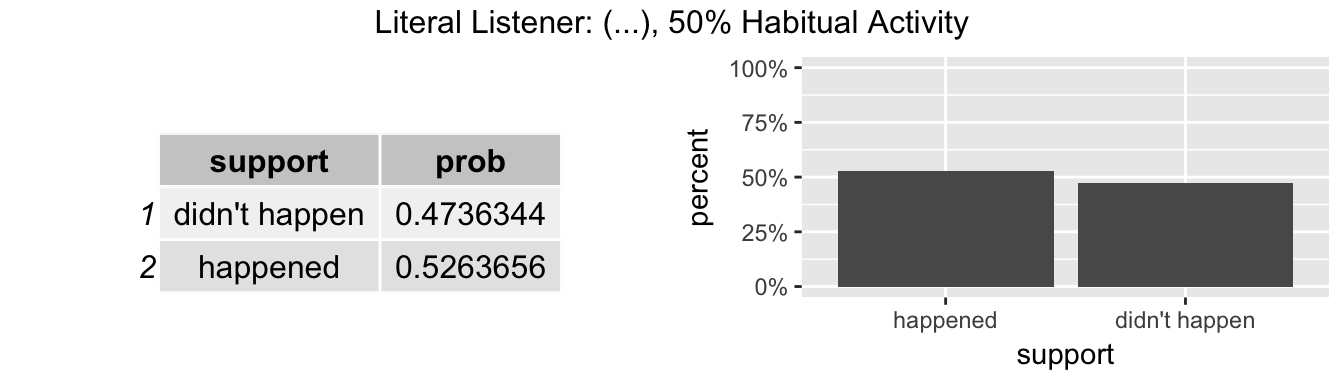 Literal Listener: (...), 50% Habitual Activity
support prob
1 didn't happen 0.4736344
2 happened 0.5263656
percent
100%
75%
50%
25%
0%
happened didn't happen
support